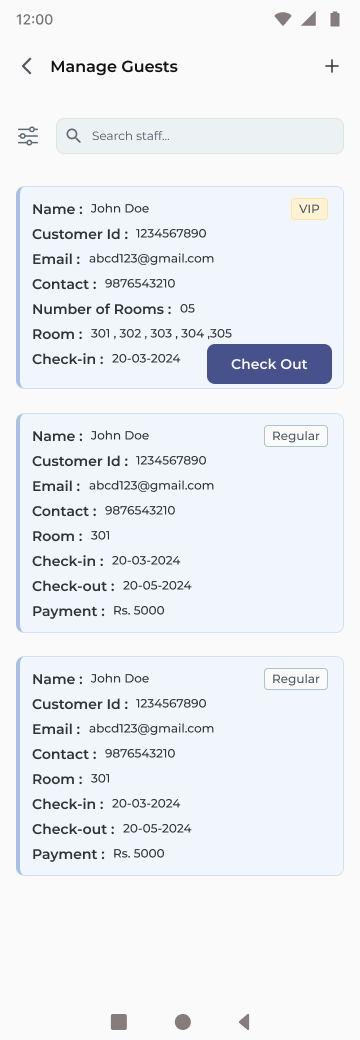 12:00
Manage Guests
Search staff...
Name : John Doe
VIP
Customer Id : 1234567890
Email : abcd123@gmail.com
Contact : 9876543210
Number of Rooms : 05
Room : 301 , 302 , 303 , 304 ,305
Check-in : 20-03-2024
Check Out
Name : John Doe
Regular
Customer Id : 1234567890
Email : abcd123@gmail.com
Contact : 9876543210
Room : 301
Check-in : 20-03-2024
Check-out : 20-05-2024
Payment : Rs. 5000
Name : John Doe
Regular
Customer Id : 1234567890
Email : abcd123@gmail.com
Contact : 9876543210
Room : 301
Check-in : 20-03-2024
Check-out : 20-05-2024
Payment : Rs. 5000